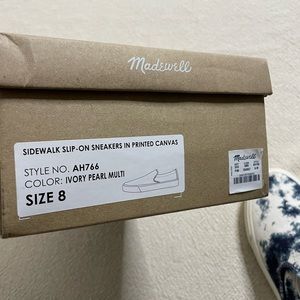 Madewell
SIDEWALK SLIP-ON SNEAKERS IN PRINTED CANVAS
STYLE NO. AH766
COLOR: IVORY PEARL MULTI
SIZE 8
Madewell